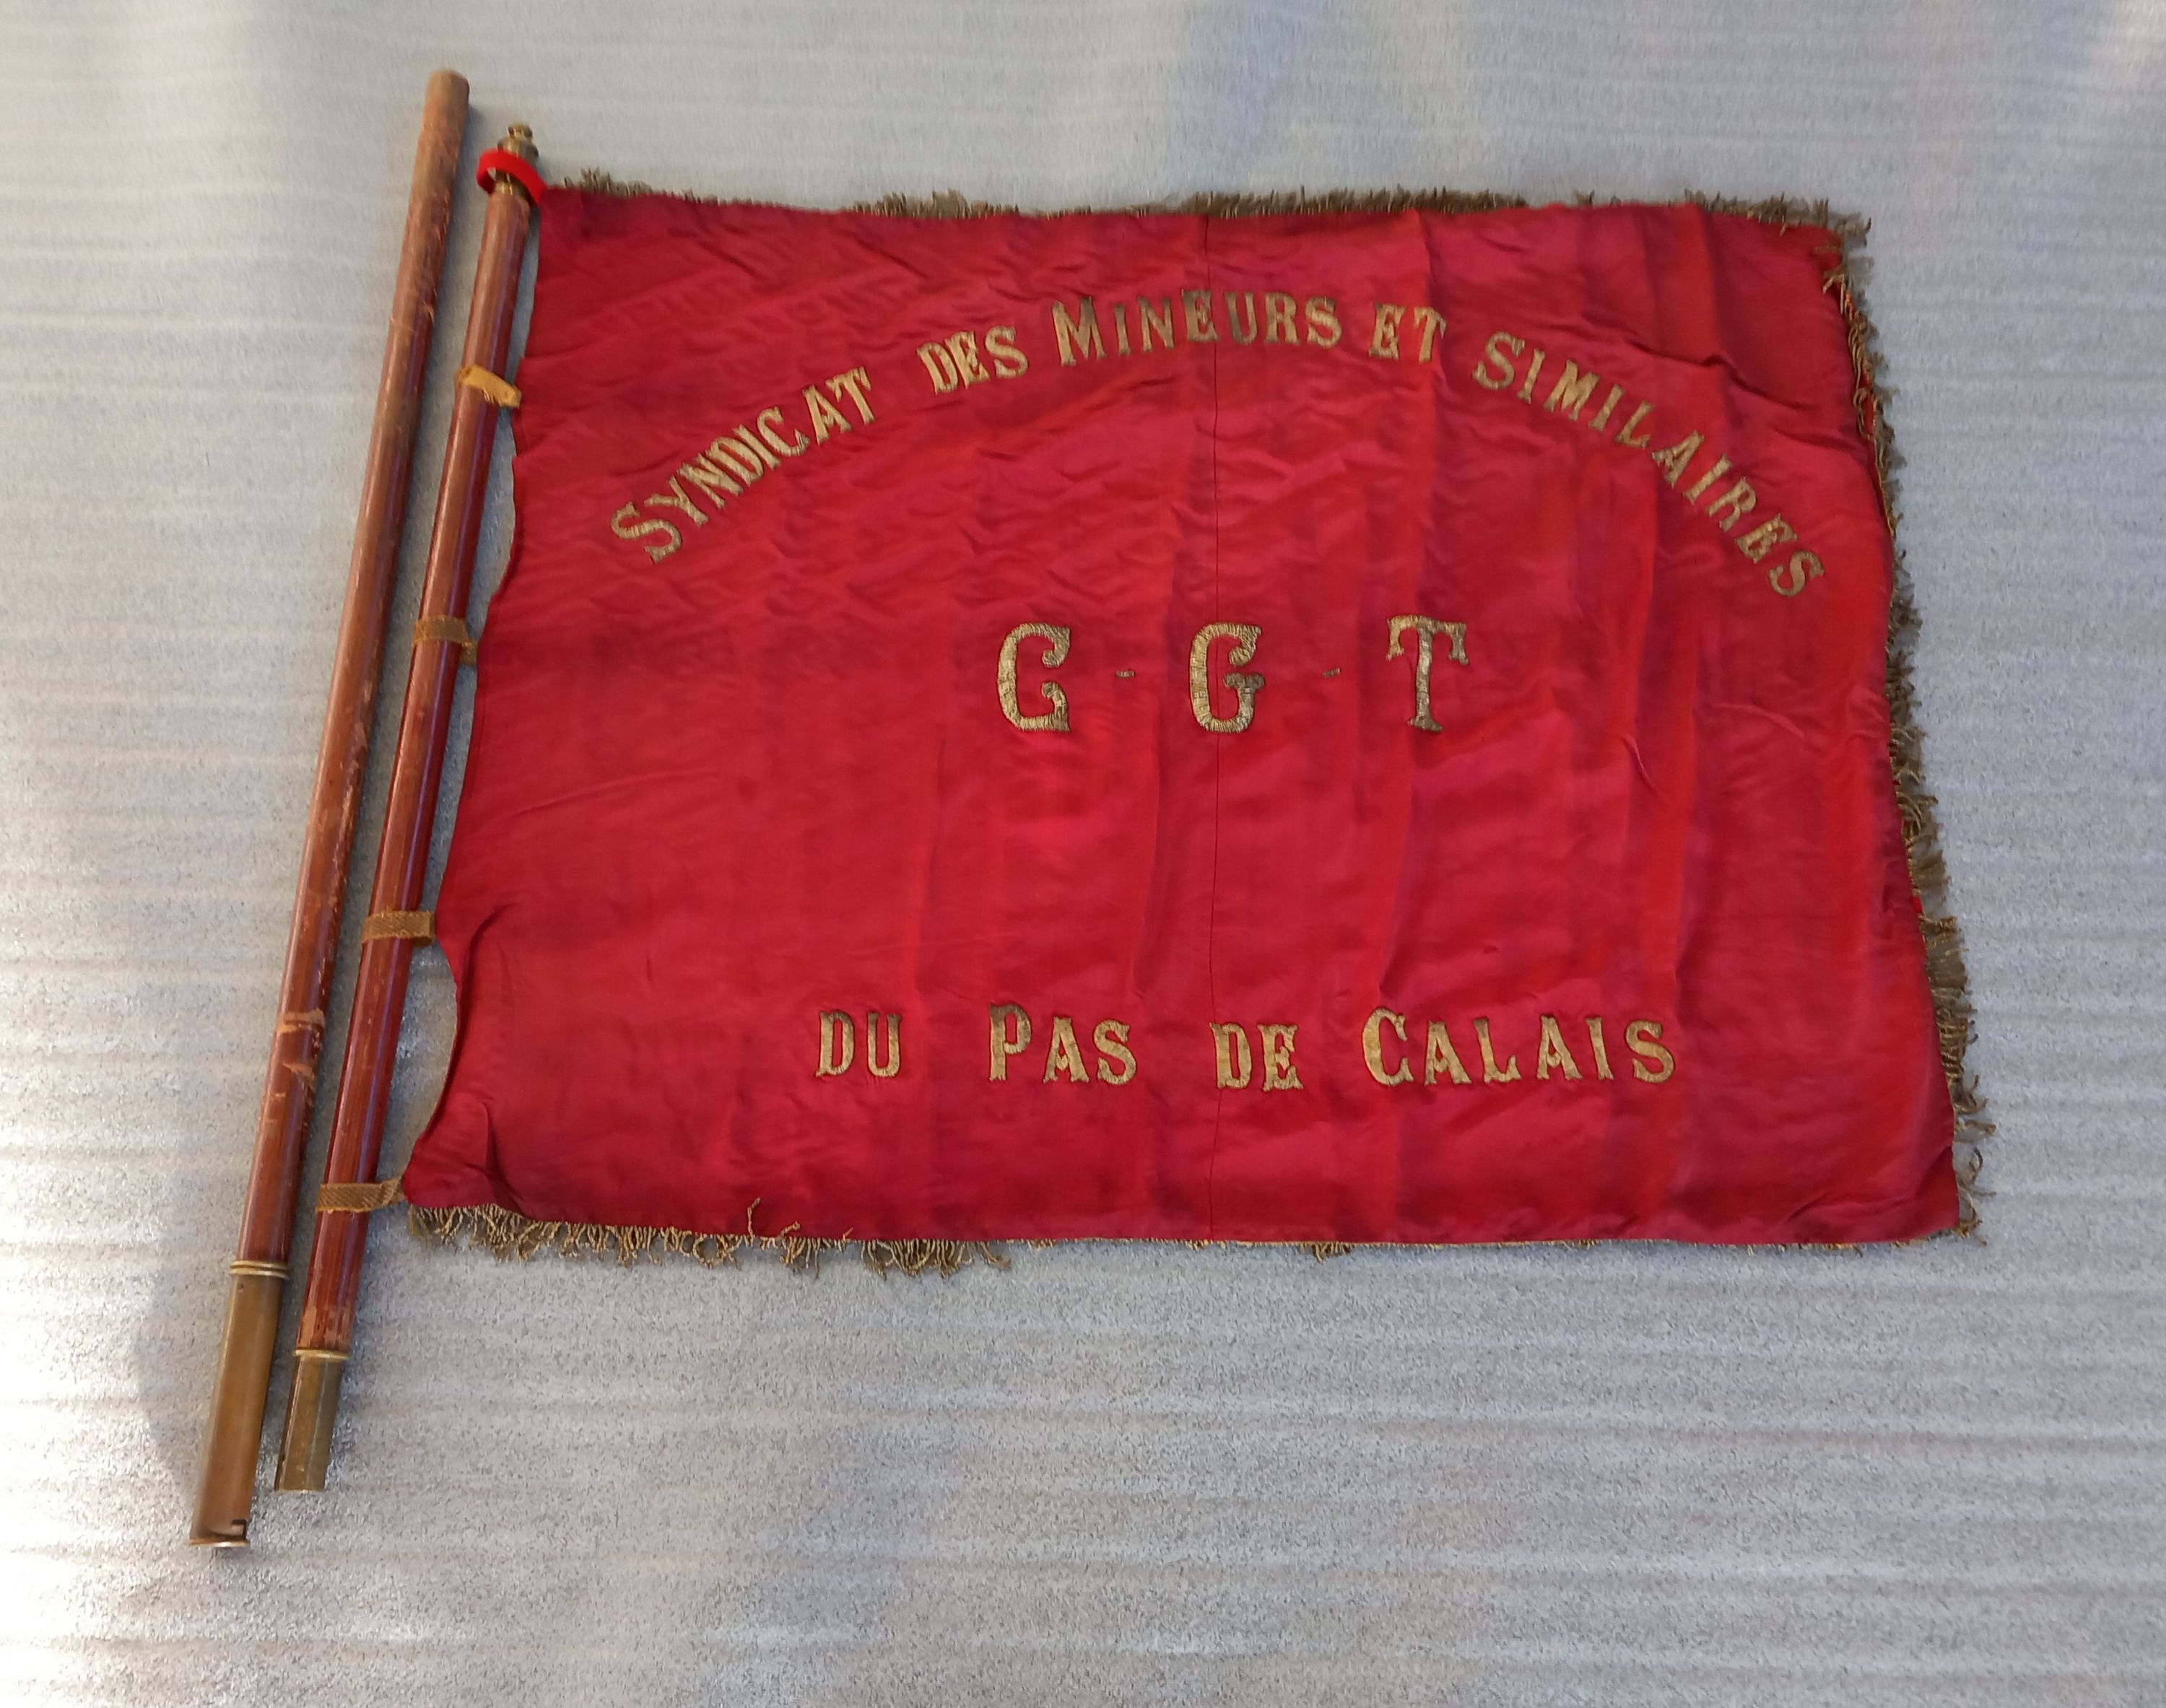 SYNDICAT DES MINEURS ET SIMILAIRES
C - G - T
DU PAS DE CALAIS